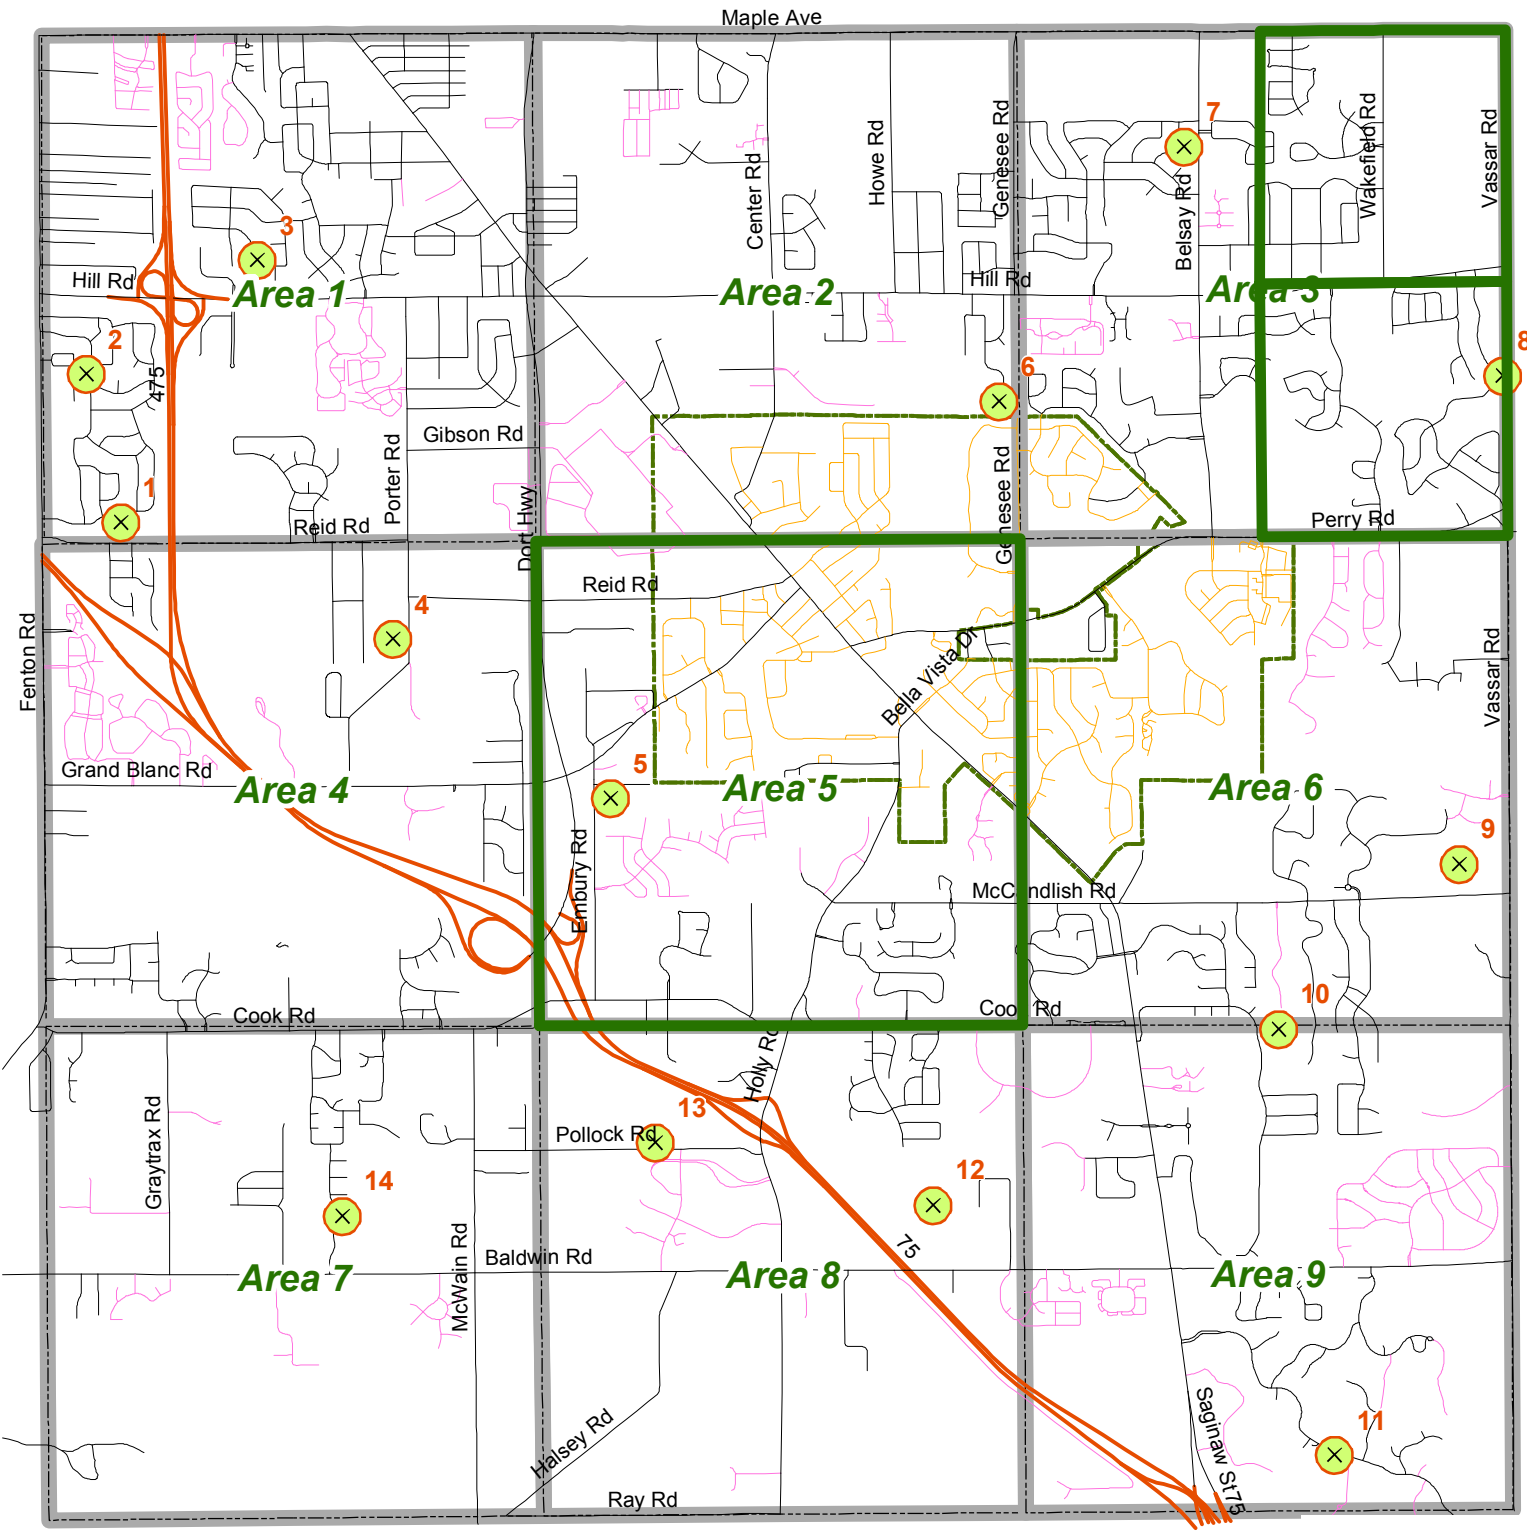 Maple Ave
7
Genesee Rd
Wakefield Rd
Vassar Rd
Howe Rd
Center Rd
Belsay Rd
3
Hill Rd
Area 1
Area 2
Hill Rd
Area 3
2
475
6
8
Gibson Rd
Porter Rd
1
Dort Hwy
Genesee Rd
Reid Rd
Perry Rd
Reid Rd
4
Fenton Rd
Bella Vista Dr
Vassar Rd
5
Grand Blanc Rd
Area 4
Area 5
Area 6
9
Embury Rd
McCandlish Rd
10
Cook Rd
Cook Rd
Holly Rd
13
Graytrax Rd
Pollock Rd
14
12
McWain Rd
75
Baldwin Rd
Area 7
Area 8
Area 9
Saginaw St
11
Halsey Rd
75
Ray Rd